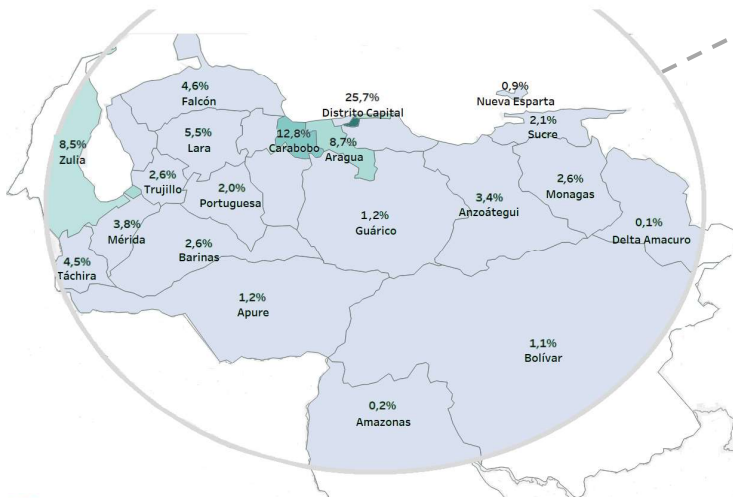 4,6%
Falcón
25,7%
Distrito Capital
0,9%
Nueva Esparta
2,1%
Sucre
8,5%
Zulia
5,5%
Lara
12,8%
Carabobo
8,7%
Aragua
2,6%
Trujillo
2,0%
Portuguesa
1,2%
Guárico
3,4%
Anzoátegui
2,6%
Monagas
0,1%
Delta Amacuro
3,8%
Mérida
2,6%
Barinas
4,5%
Táchira
1,2%
Apure
1,1%
Bolívar
0,2%
Amazonas